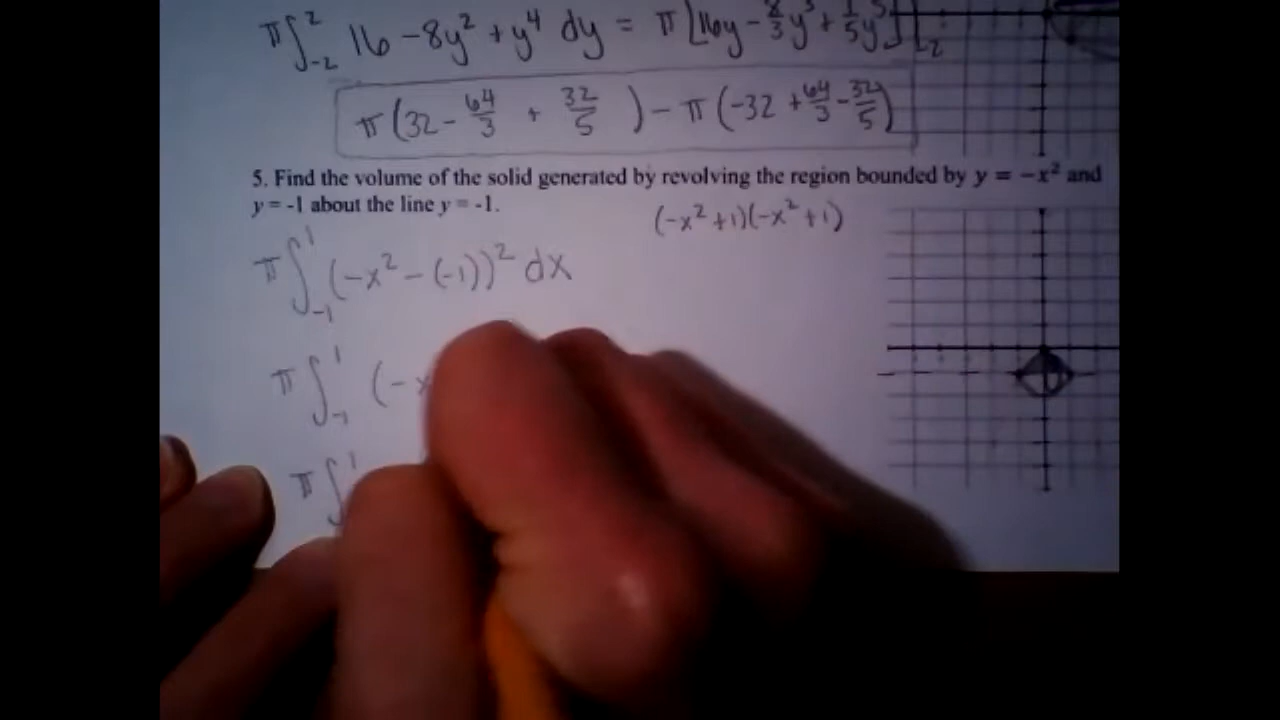 π∫₋₂² 16 - 8y² + y⁴ dy = π[16y - 8/3 y³ + 1/5 y⁵]₋₂
π(32 - 64/3 + 32/5) - π(-32 + 64/3 - 32/5)
5. Find the volume of the solid generated by revolving the region bounded by y = -x² and
y = -1 about the line y = -1.
(-x²+1)(-x²+1)
π∫₋₁¹ (-x² - (-1))² dx
π∫₋₁¹ (-x
π∫¹